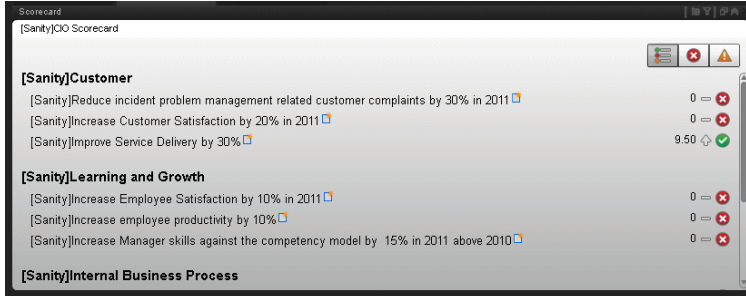 Scorecard
[Sanity]CIO Scorecard
[Sanity]Customer
[Sanity]Reduce incident problem management related customer complaints by 30% in 2011 0
[Sanity]Increase Customer Satisfaction by 20% in 2011 0
[Sanity]Improve Service Delivery by 30% 9.50
[Sanity]Learning and Growth
[Sanity]Increase Employee Satisfaction by 10% in 2011 0
[Sanity]Increase employee productivity by 10% 0
[Sanity]Increase Manager skills against the competency model by 15% in 2011 above 2010 0
[Sanity]Internal Business Process